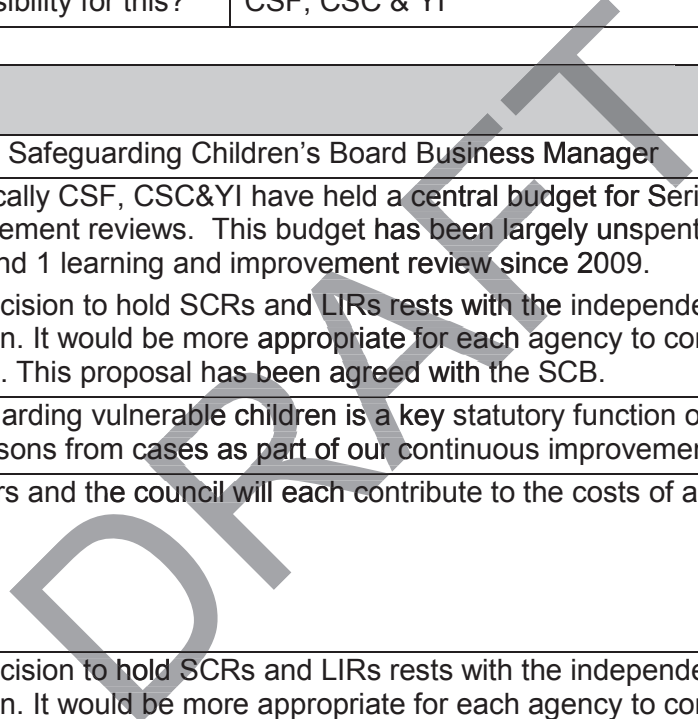 sibility for this? CSF, CSC & YI
Safeguarding Children's Board Business Manager
cally CSF, CSC&YI have held a central budget for Seri
ement reviews.  This budget has been largely unspent
nd 1 learning and improvement review since 2009.
cision to hold SCRs and LIRs rests with the independe
n. It would be more appropriate for each agency to co
. This proposal has been agreed with the SCB.
arding vulnerable children is a key statutory function o
sons from cases as part of our continuous improvemen
rs and the council will each contribute to the costs of a
cision to hold SCRs and LIRs rests with the independe
n. It would be more appropriate for each agency to co
DRAFT